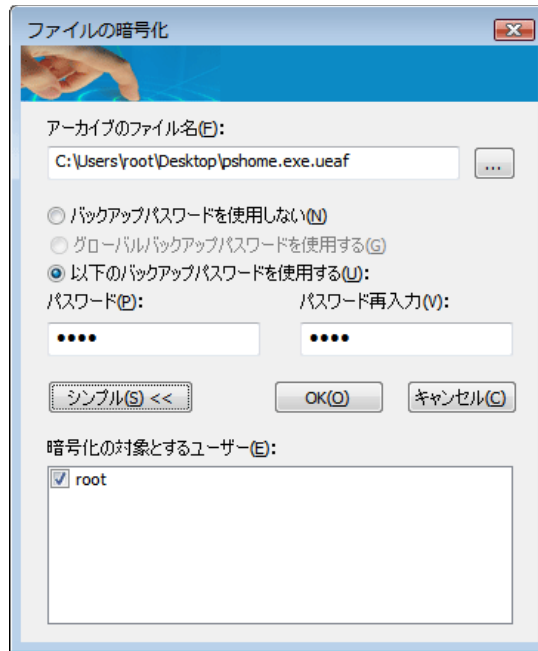 ファイルの暗号化
アーカイブのファイル名(F):
C:\Users\root\Desktop\pshome.exe.ueaf
...
バックアップパスワードを使用しない(N)
グローバルバックアップパスワードを使用する(G)
以下のバックアップパスワードを使用する(U):
パスワード(P): パスワード再入力(V):
●●●● ●●●●
シンプル(S) << OK(O) キャンセル(C)
暗号化の対象とするユーザー(E):
root